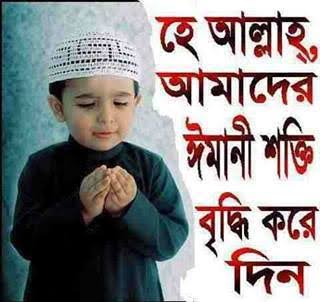 হে আল্লাহ্,
আমাদের
ঈমানী শক্তি
বৃদ্ধি করে
দিন